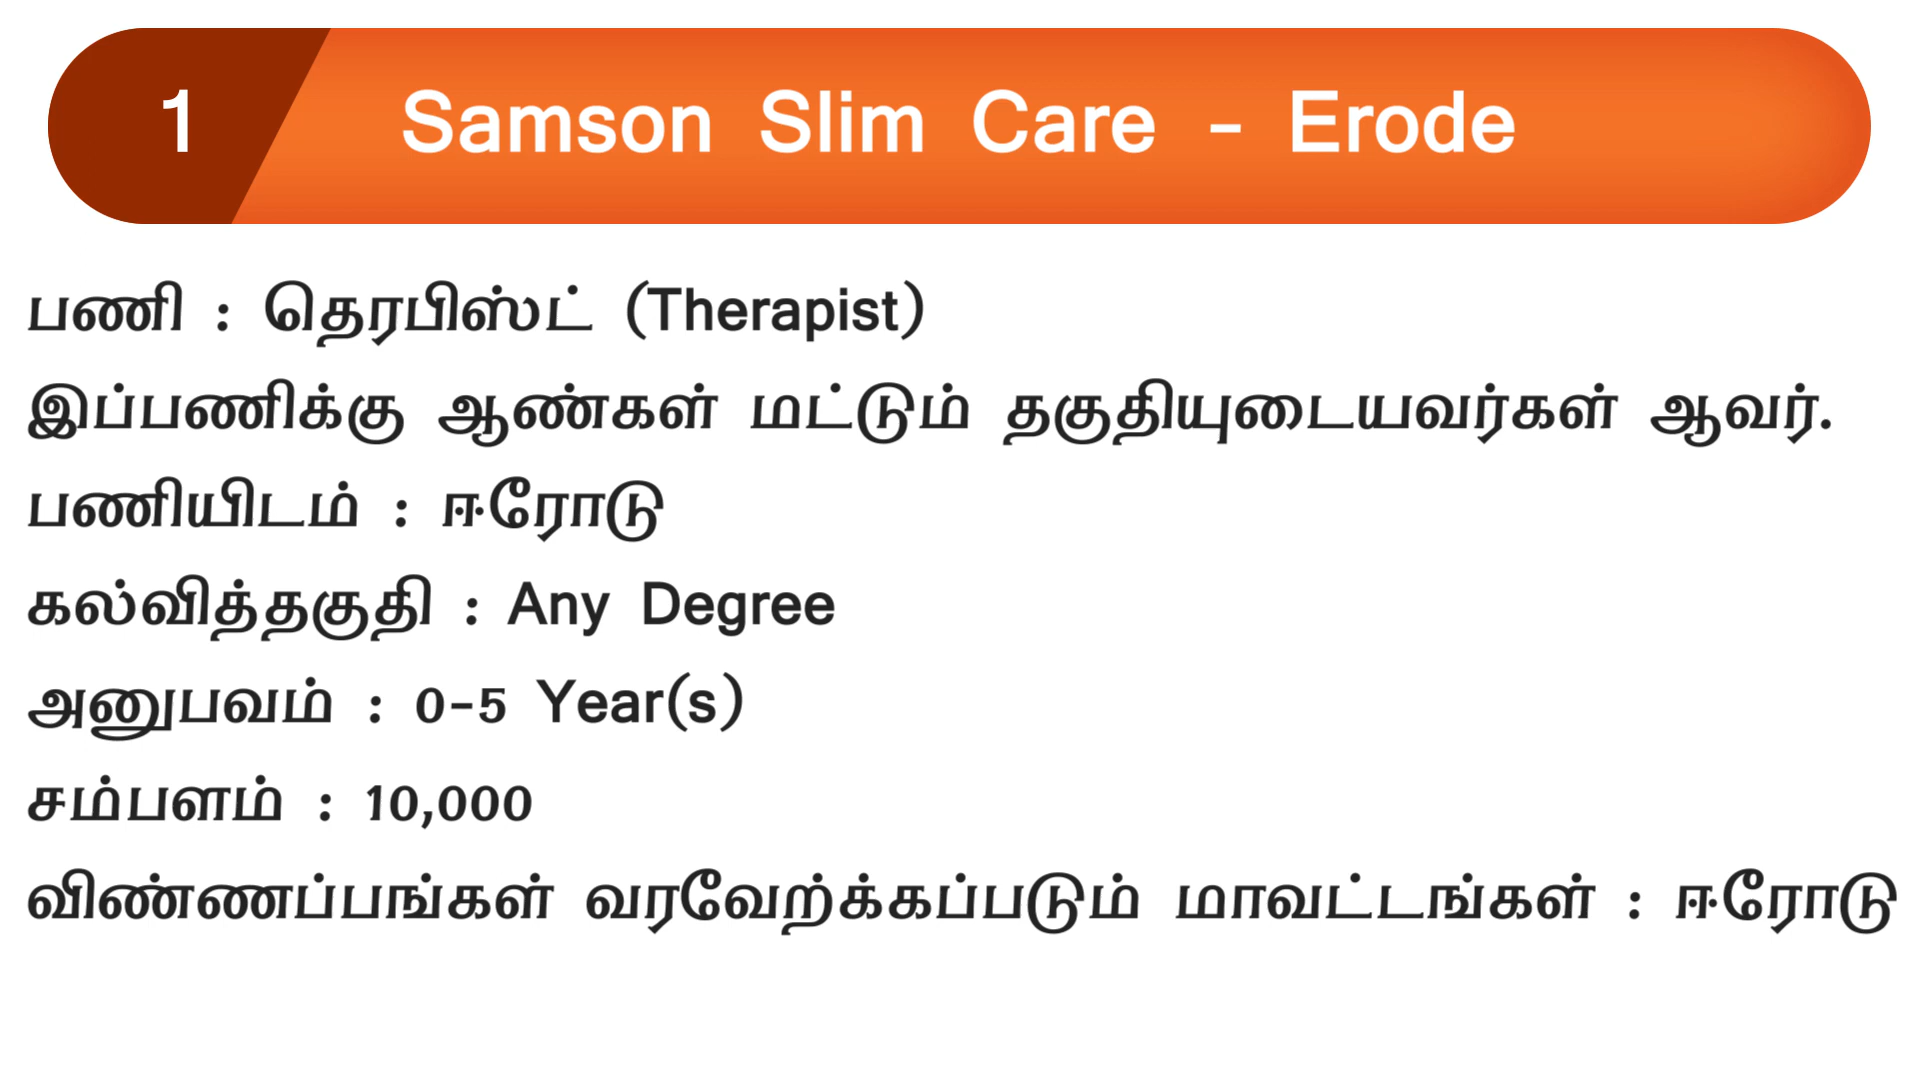 1 Samson Slim Care - Erode
பணி : தெரபிஸ்ட் (Therapist)
இப்பணிக்கு ஆண்கள் மட்டும் தகுதியுடையவர்கள் ஆவர்.
பணியிடம் : ஈரோடு
கல்வித்தகுதி : Any Degree
அனுபவம் : 0-5 Year(s)
சம்பளம் : 10,000
விண்ணப்பங்கள் வரவேற்க்கப்படும் மாவட்டங்கள் : ஈரோடு